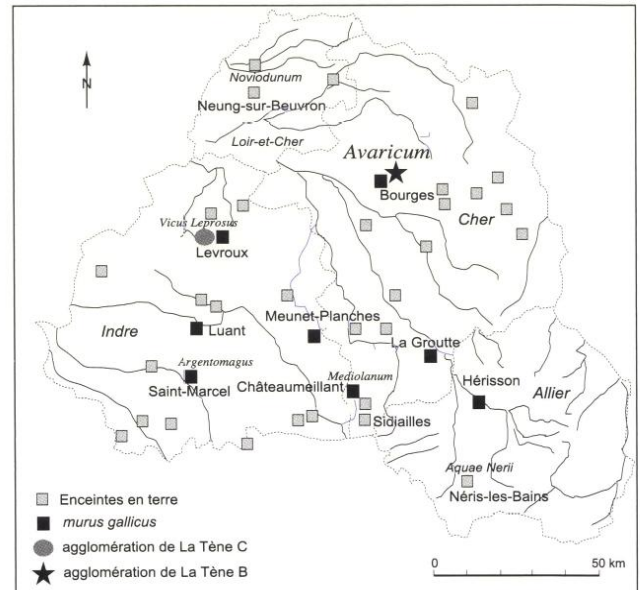 N
Noviodunum
Neung-sur-Beuvron
Loir-et-Cher
Avaricum
Bourges
Cher
Vicus Leprosus
Levroux
Meunet-Planches
La Groutte
Indre
Luant
Argentomagus
Saint-Marcel
Châteaumeillant
Mediolanum
Hérisson
Allier
Sidiailles
Aquae Nerii
Néris-les-Bains
Enceintes en terre
murus gallicus
agglomération de La Tène C
agglomération de La Tène B
0 50 km